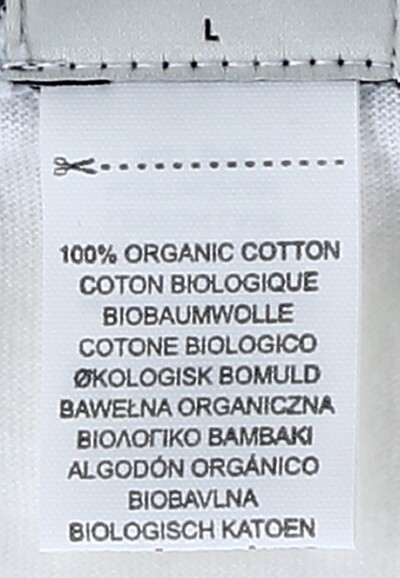 L
100% ORGANIC COTTON
COTON BIOLOGIQUE
BIOBAUMWOLLE
COTONE BIOLOGICO
ØKOLOGISK BOMULD
BAWEŁNA ORGANICZNA
ΒΙΟΛΟΓΙΚΟ ΒΑΜΒΑΚΙ
ALGODÓN ORGÁNICO
BIOBAVLNA
BIOLOGISCH KATOEN